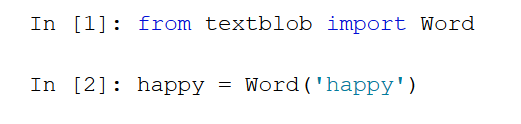 In [1]: from textblob import Word
In [2]: happy = Word('happy')